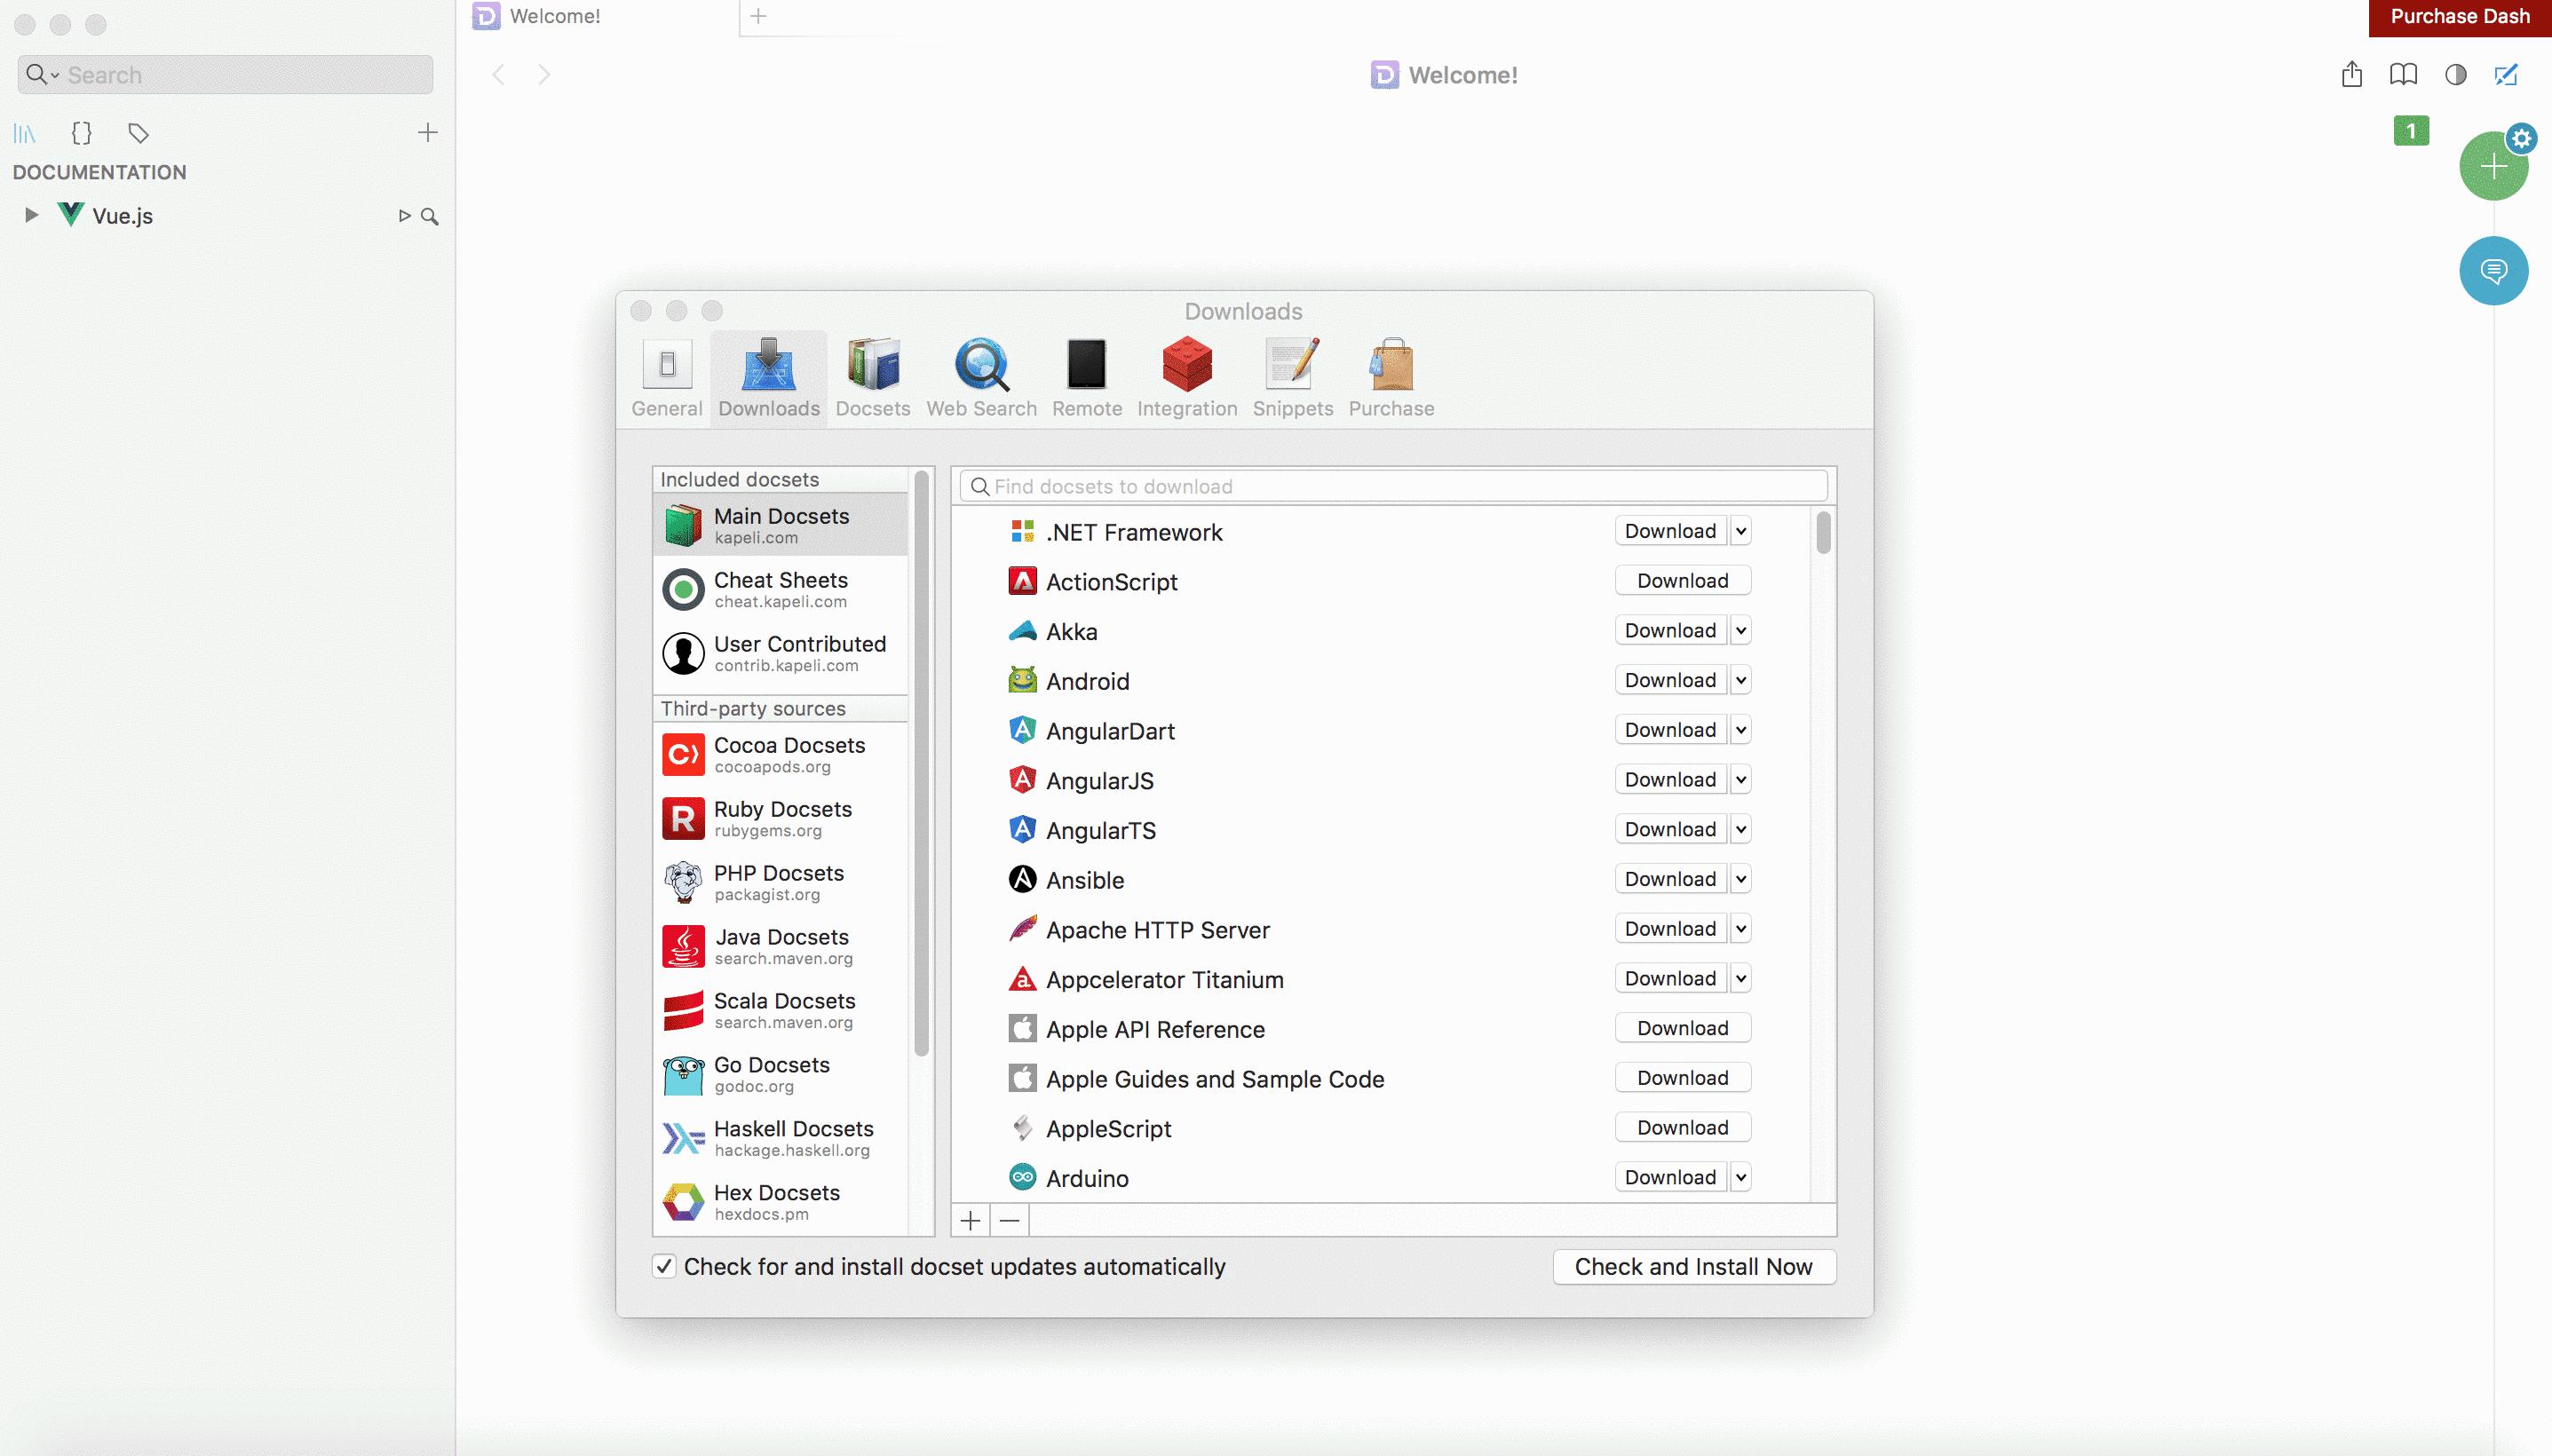 Welcome!
Purchase Dash
Search
Welcome!
1
DOCUMENTATION
Vue.js
Downloads
General
Downloads
Docsets
Web Search
Remote
Integration
Snippets
Purchase
Included docsets
Main Docsets
kapeli.com
Cheat Sheets
cheat.kapeli.com
User Contributed
contrib.kapeli.com
Third-party sources
Cocoa Docsets
cocoapods.org
Ruby Docsets
rubygems.org
PHP Docsets
packagist.org
Java Docsets
search.maven.org
Scala Docsets
search.maven.org
Go Docsets
godoc.org
Haskell Docsets
hackage.haskell.org
Hex Docsets
hexdocs.pm
Find docsets to download
.NET Framework Download
ActionScript Download
Akka Download
Android Download
AngularDart Download
AngularJS Download
AngularTS Download
Ansible Download
Apache HTTP Server Download
Appcelerator Titanium Download
Apple API Reference Download
Apple Guides and Sample Code Download
AppleScript Download
Arduino Download
Check for and install docset updates automatically
Check and Install Now